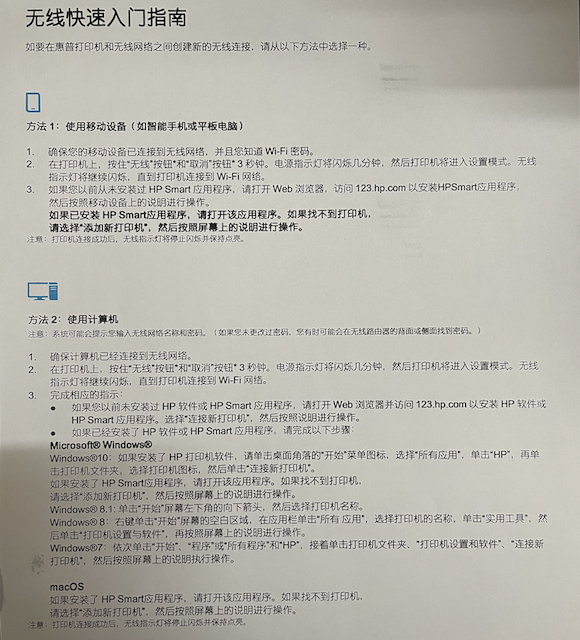 无线快速入门指南
如要在惠普打印机和无线网络之间创建新的无线连接，请从以下方法中选择一种。
方法 1：使用移动设备（如智能手机或平板电脑）
1. 确保您的移动设备已连接到无线网络，并且您知道 Wi-Fi 密码。
2. 在打印机上，按住“无线”按钮*和“取消”按钮* 3 秒钟。电源指示灯将闪烁几分钟，然后打印机将进入设置模式。无线
指示灯将继续闪烁，直到打印机连接到 Wi-Fi 网络。
3. 如果您以前从未安装过 HP Smart 应用程序，请打开 Web 浏览器，访问 123.hp.com 以安装HPSmart应用程序，
然后按照移动设备上的说明进行操作。
如果已安装 HP Smart应用程序，请打开该应用程序。如果找不到打印机，
请选择“添加新打印机”，然后按照屏幕上的说明进行操作。
注意：打印机连接成功后，无线指示灯将停止闪烁并保持点亮。
方法 2：使用计算机
注意：系统可能会提示您输入无线网络名称和密码。（如果您未更改过密码，您有时可能会在无线路由器的背面或侧面找到密码。）
1. 确保计算机已经连接到无线网络。
2. 在打印机上，按住“无线”按钮*和“取消”按钮* 3 秒钟。电源指示灯将闪烁几分钟，然后打印机将进入设置模式。无线
指示灯将继续闪烁，直到打印机连接到 Wi-Fi 网络。
3. 完成相应的指示：
● 如果您以前未安装过 HP 软件或 HP Smart 应用程序，请打开 Web 浏览器并访问 123.hp.com 以安装 HP 软件或
HP Smart 应用程序。选择“连接新打印机”，然后按照说明进行操作。
● 如果已经安装了 HP 软件或 HP Smart 应用程序，请完成以下步骤：
Microsoft® Windows®
Windows®10：如果安装了 HP 打印机软件，请单击桌面角落的“开始”菜单图标，选择“所有应用”，单击“HP”，再单
击打印机文件夹，选择打印机图标，然后单击“连接新打印机”。
如果安装了 HP Smart应用程序，请打开该应用程序。如果找不到打印机，
请选择“添加新打印机”，然后按照屏幕上的说明进行操作。
Windows® 8.1：单击“开始”屏幕左下角的向下箭头，然后选择打印机名称。
Windows® 8：右键单击“开始”屏幕的空白区域，在应用栏单击“所有 应用”，选择打印机的名称，单击“实用工具”，然
后单击“打印机设置与软件”，再按照屏幕上的说明进行操作。
Windows®7：依次单击“开始”、“程序”或“所有程序”和“HP”，接着单击打印机文件夹、“打印机设置和软件”、“连接新
打印机”，然后按照屏幕上的说明执行操作。
macOS
如果安装了 HP Smart应用程序，请打开该应用程序。如果找不到打印机，
请选择“添加新打印机”，然后按照屏幕上的说明进行操作。
注意：打印机连接成功后，无线指示灯将停止闪烁并保持点亮。